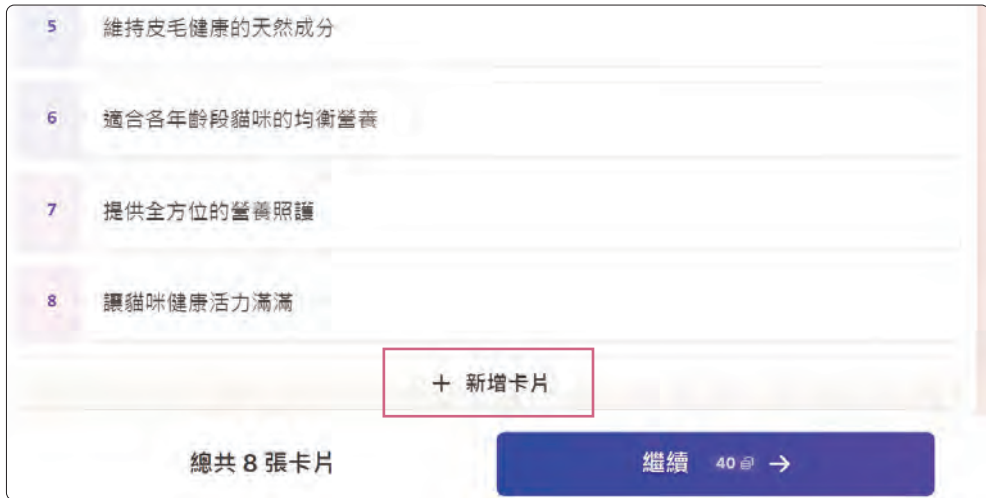 5 維持皮毛健康的天然成分
6 適合各年齡段貓咪的均衡營養
7 提供全方位的營養照護
8 讓貓咪健康活力滿滿
+ 新增卡片
總共 8 張卡片
繼續 40 →